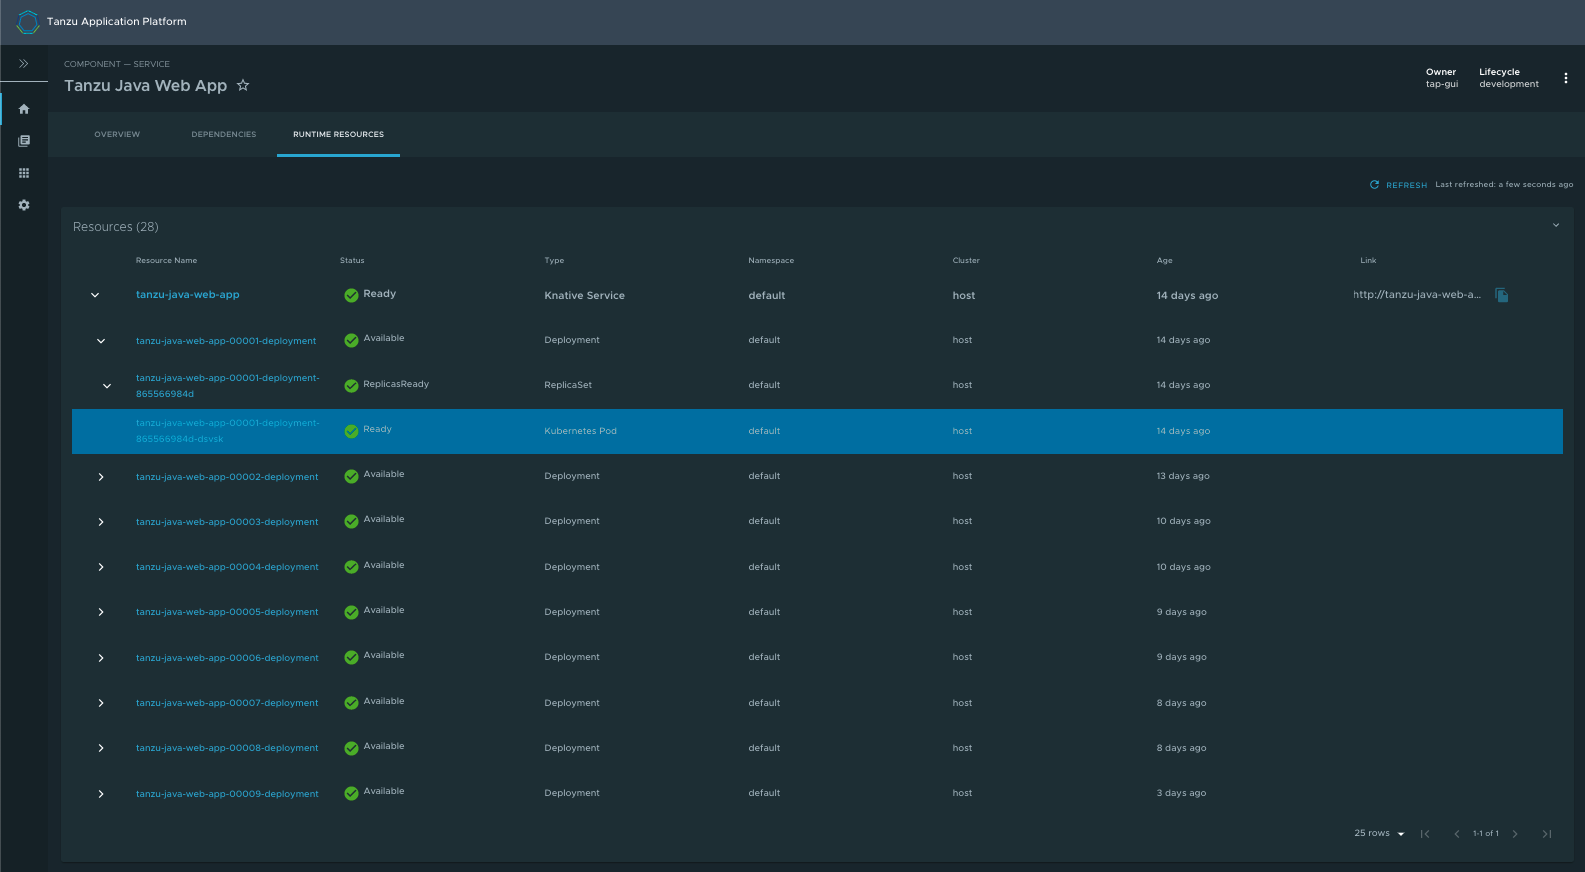 Tanzu Application Platform
COMPONENT — SERVICE
Tanzu Java Web App
Owner
tap-gui
Lifecycle
development
OVERVIEW
DEPENDENCIES
RUNTIME RESOURCES
REFRESH Last refreshed: a few seconds ago
Resources (28)
Resource Name Status Type Namespace Cluster Age Link
tanzu-java-web-app Ready Knative Service default host 14 days ago http://tanzu-java-web-a...
tanzu-java-web-app-00001-deployment Available Deployment default host 14 days ago
tanzu-java-web-app-00001-deployment-
865566984d
ReplicasReady ReplicaSet default host 14 days ago
tanzu-java-web-app-00001-deployment-
865566984d-dsvsk
Ready Kubernetes Pod default host 14 days ago
tanzu-java-web-app-00002-deployment Available Deployment default host 13 days ago
tanzu-java-web-app-00003-deployment Available Deployment default host 10 days ago
tanzu-java-web-app-00004-deployment Available Deployment default host 10 days ago
tanzu-java-web-app-00005-deployment Available Deployment default host 9 days ago
tanzu-java-web-app-00006-deployment Available Deployment default host 9 days ago
tanzu-java-web-app-00007-deployment Available Deployment default host 8 days ago
tanzu-java-web-app-00008-deployment Available Deployment default host 8 days ago
tanzu-java-web-app-00009-deployment Available Deployment default host 3 days ago
25 rows 1-1 of 1